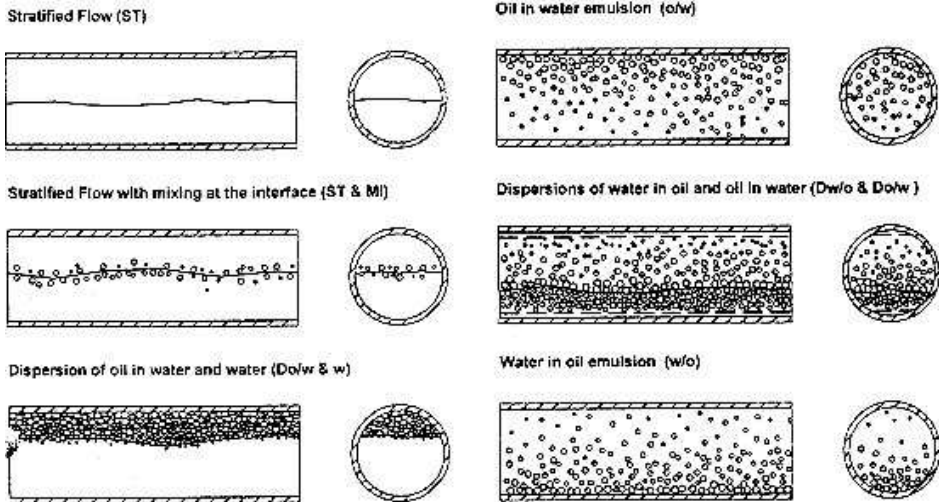 Stratified Flow (ST)
Oil in water emulsion (o/w)
Stratified Flow with mixing at the interface (ST & MI)
Dispersions of water in oil and oil in water (Dw/o & Do/w )
Dispersion of oil in water and water (Do/w & w)
Water in oil emulsion (w/o)